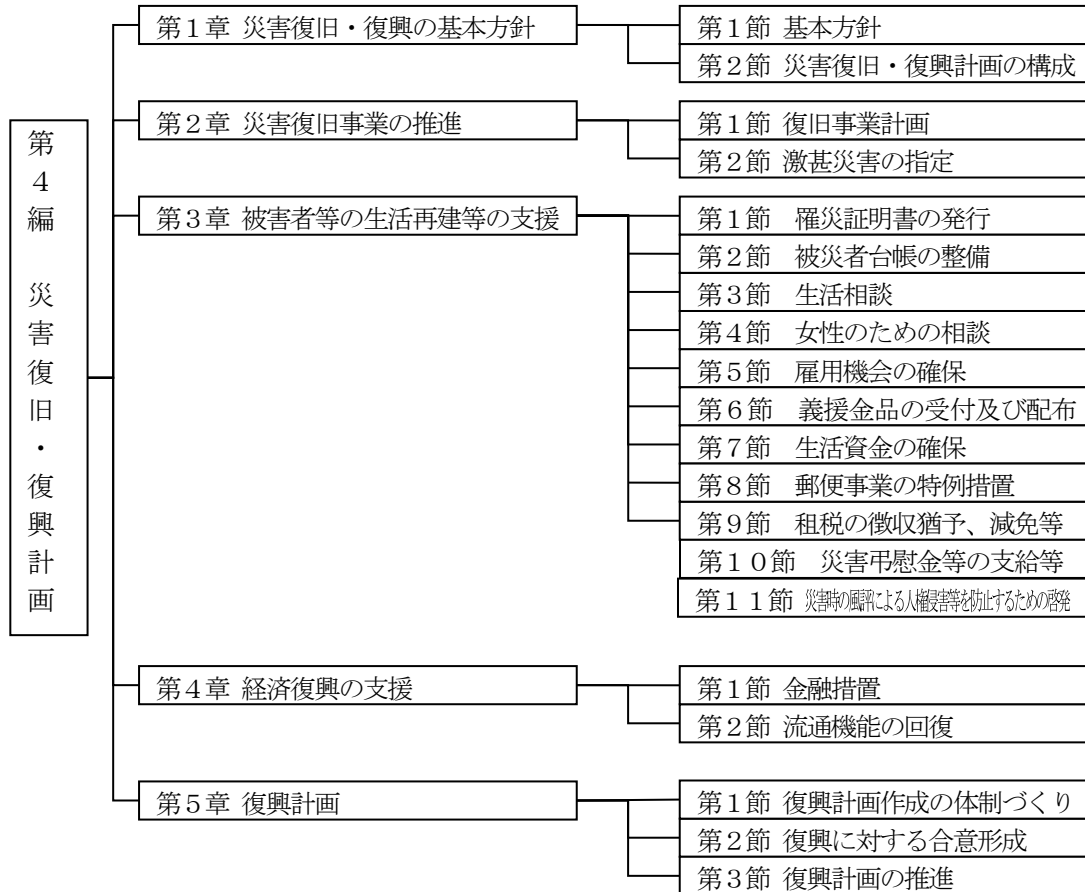 第４編　災害復旧・復興計画
第１章 災害復旧・復興の基本方針
第１節 基本方針
第２節 災害復旧・復興計画の構成
第２章 災害復旧事業の推進
第１節 復旧事業計画
第２節 激甚災害の指定
第３章 被害者等の生活再建等の支援
第１節　罹災証明書の発行
第２節　被災者台帳の整備
第３節　生活相談
第４節　女性のための相談
第５節　雇用機会の確保
第６節　義援金品の受付及び配布
第７節　生活資金の確保
第８節　郵便事業の特例措置
第９節　租税の徴収猶予、減免等
第１０節　災害弔慰金等の支給等
第１１節 災害時の風評による人権侵害等を防止するための啓発
第４章 経済復興の支援
第１節 金融措置
第２節 流通機能の回復
第５章 復興計画
第１節 復興計画作成の体制づくり
第２節 復興に対する合意形成
第３節 復興計画の推進